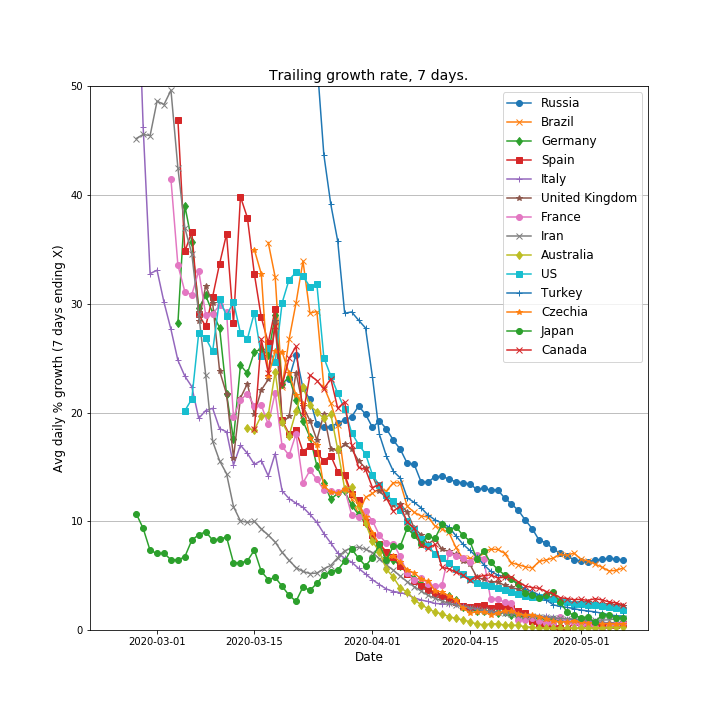 Trailing growth rate, 7 days.
50
40
30
20
10
0
Avg daily % growth (7 days ending X)
2020-03-01
2020-03-15
2020-04-01
2020-04-15
2020-05-01
Date
Russia
Brazil
Germany
Spain
Italy
United Kingdom
France
Iran
Australia
US
Turkey
Czechia
Japan
Canada